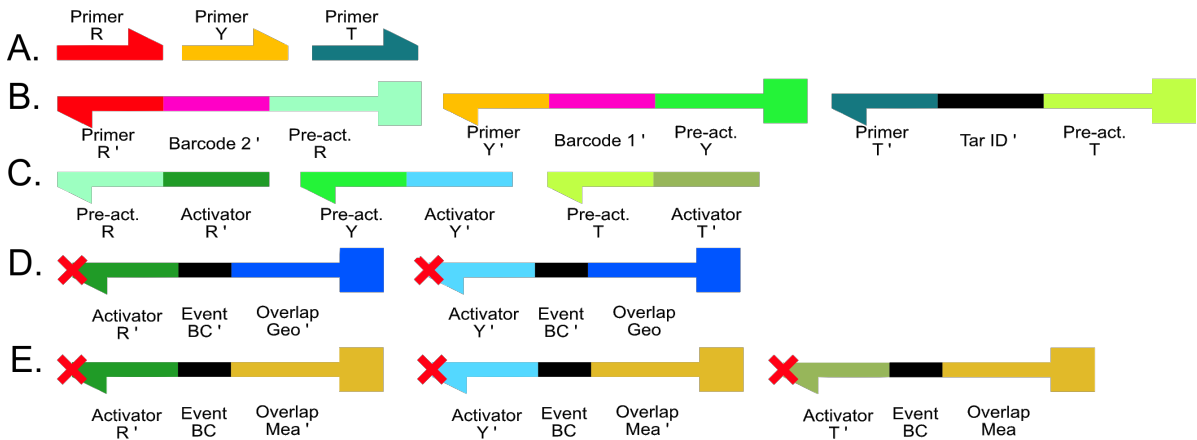 Primer Primer Primer
R Y T
A.
B.
Primer Barcode 2 ' Pre-act. Primer Barcode 1 ' Pre-act. Primer Tar ID ' Pre-act.
R ' R Y ' Y T ' T
C.
Pre-act. Activator Pre-act. Activator Pre-act. Activator
R R ' Y Y ' T T '
D.
Activator Event Overlap Activator Event Overlap
R ' BC ' Geo ' Y ' BC ' Geo
E.
Activator Event Overlap Activator Event Overlap Activator Event Overlap
R ' BC Mea ' Y ' BC Mea ' T ' BC Mea